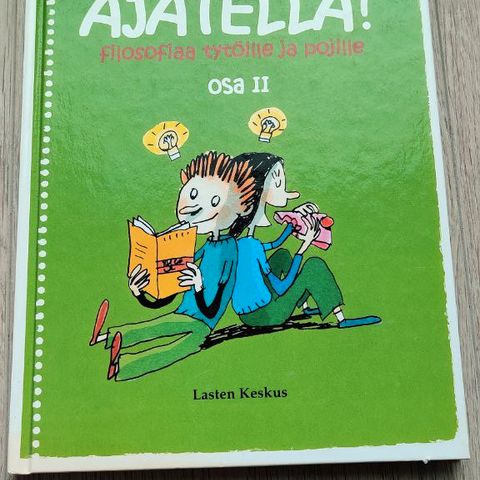 AJATELLA!
filosofiaa tytöille ja pojille
osa II
Lasten Keskus